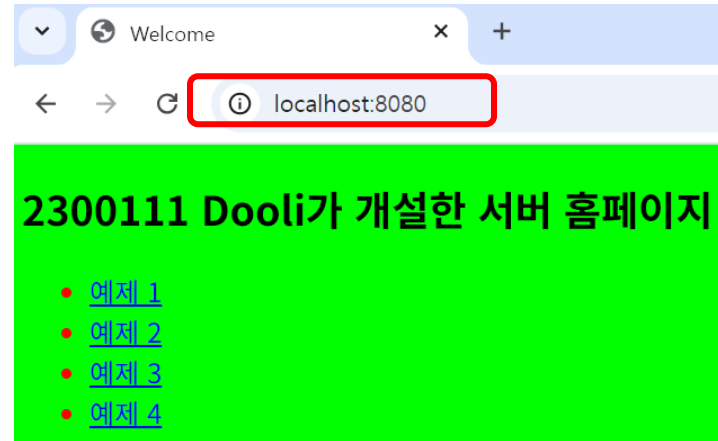 Welcome
localhost:8080
2300111 Dooli가 개설한 서버 홈페이지
예제 1
예제 2
예제 3
예제 4